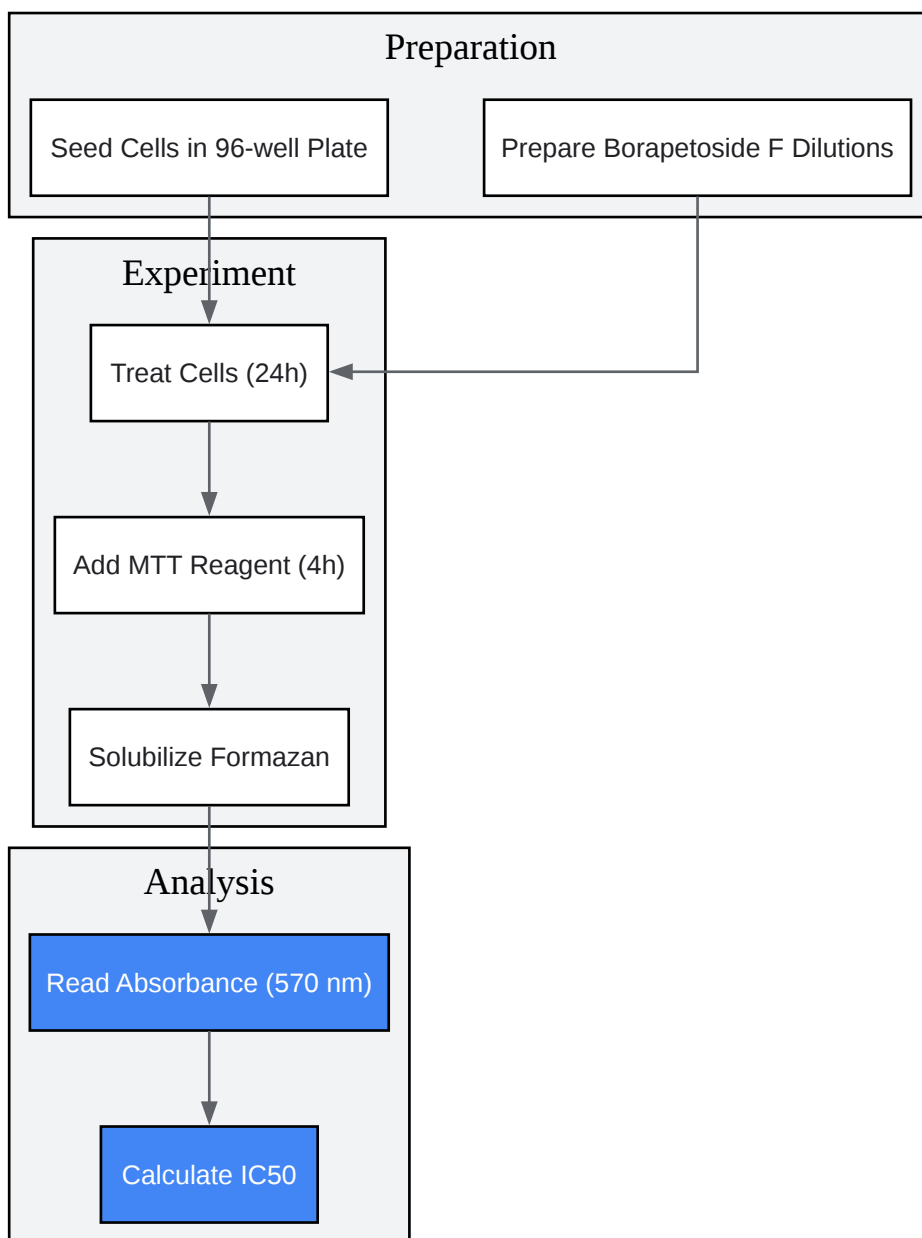 Preparation
Seed Cells in 96-well Plate
Prepare Borapetoside F Dilutions
Experiment
Treat Cells (24h)
Add MTT Reagent (4h)
Solubilize Formazan
Analysis
Read Absorbance (570 nm)
Calculate IC50